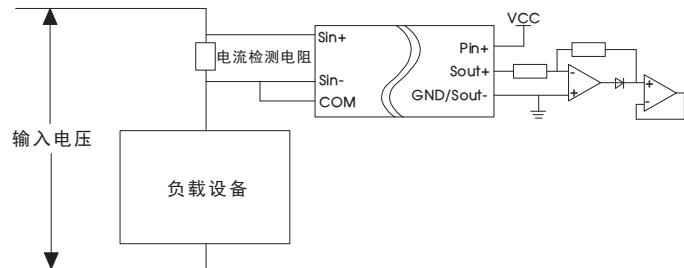 VCC
Sin+
电流检测电阻
Pin+
Sin-
Sout+
COM
GND/Sout-
-
+
+
-
输入电压
负载设备